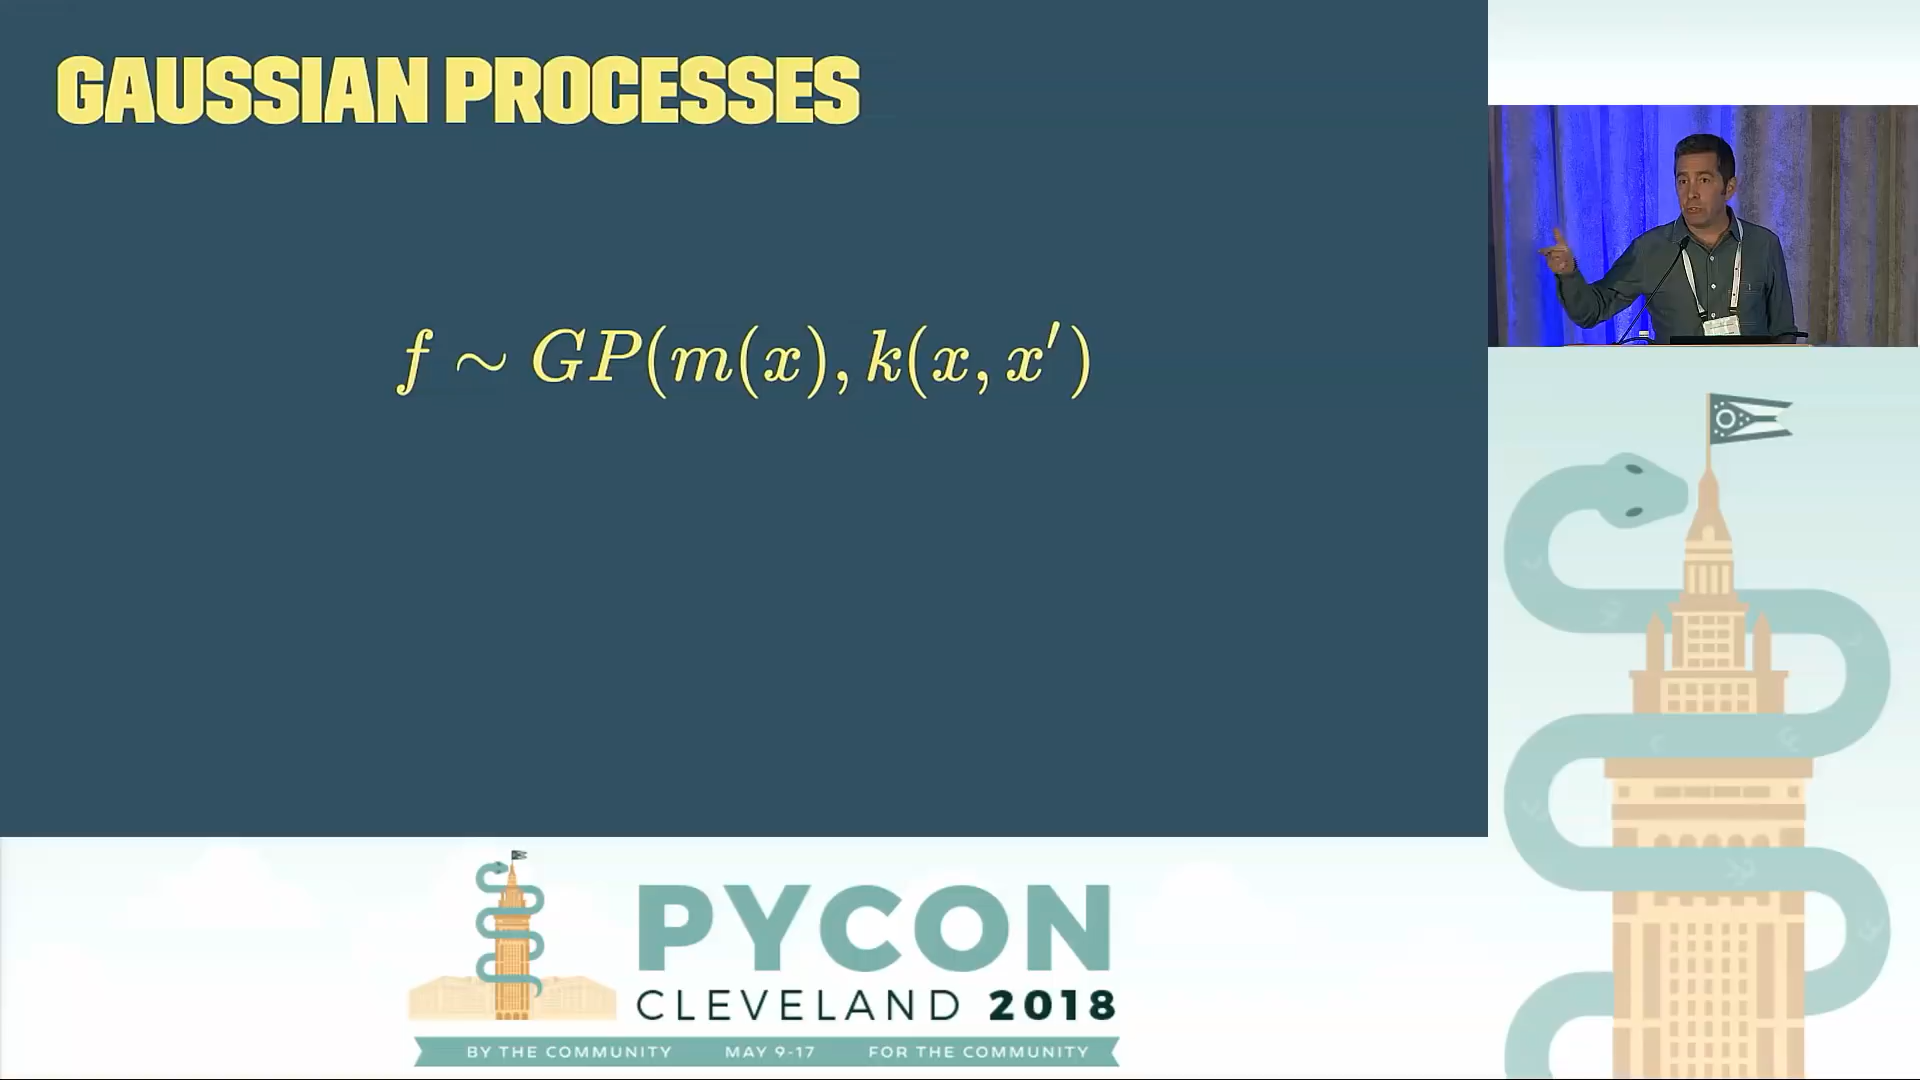 GAUSSIAN PROCESSES
f ∼ GP(m(x), k(x, x′)
PYCON
CLEVELAND 2018
BY THE COMMUNITY MAY 9-17 FOR THE COMMUNITY